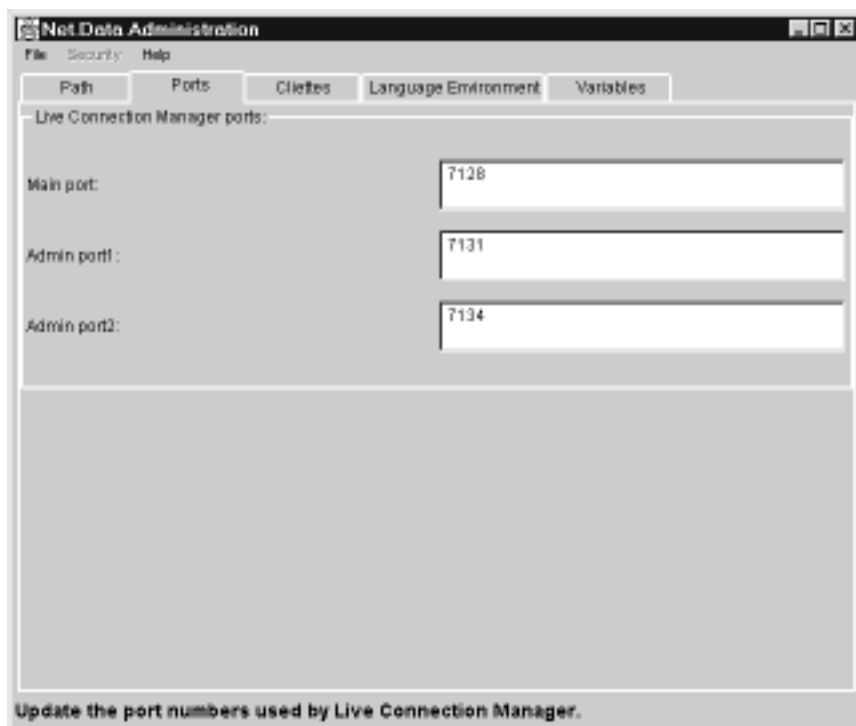 Net.Data Administration
File Security Help
Path Ports Cliettes Language Environment Variables
Live Connection Manager ports:
Main port: 7128
Admin port1: 7131
Admin port2: 7134
Update the port numbers used by Live Connection Manager.